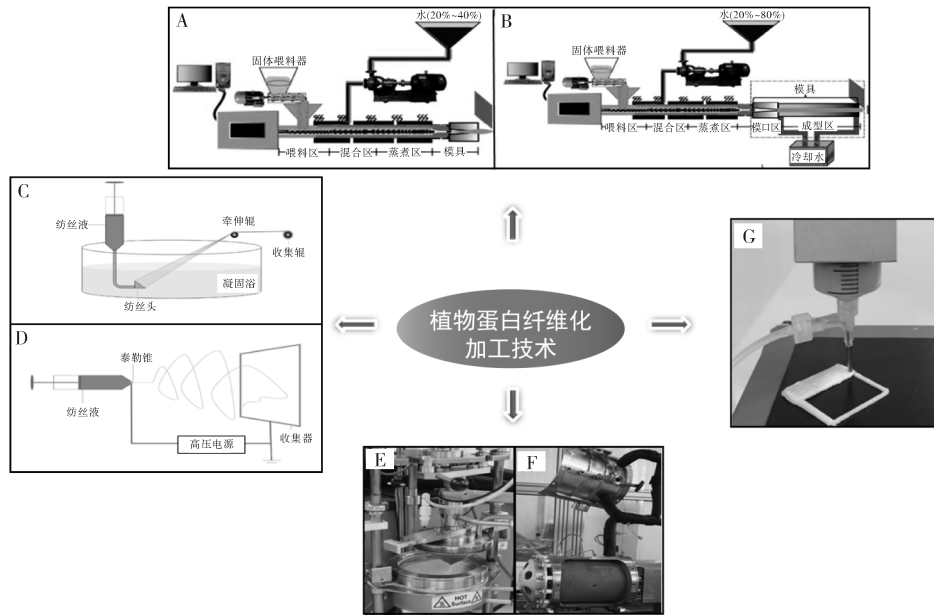 A
水(20%~40%)
固体喂料器
喂料区
混合区
蒸煮区
模具
B
水(20%~80%)
固体喂料器
模具
喂料区
混合区
蒸煮区
模口区
成型区
冷却水
C
纺丝液
牵伸辊
收集辊
凝固浴
纺丝头
D
泰勒锥
纺丝液
高压电源
收集器
植物蛋白纤维化
加工技术
G
E
HOT
Surface
F